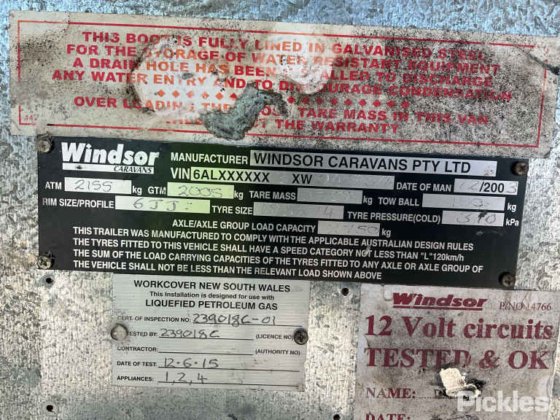 THI3 BOOT IS FULLY LINED IN GALVANISED STEEL
FOR THE STORAGE OF WATER RESISTANT EQUIPMENT
A DRAIN HOLE HAS BEEN INSTALLED TO DISCHARGE
ANY WATER ENTRY AND TO DISCOURAGE CONDENSATION
OVER LOADING THE TAKE MASS IN THIS VAN
THE WARRANTY
Windsor
CARAVANS
MANUFACTURER WINDSOR CARAVANS PTY LTD
VIN 6ALXXXXXX XW DATE OF MAN /200
ATM 2155 kg GTM 2005 kg TARE MASS kg TOW BALL kg
RIM SIZE/PROFILE 6JJ TYRE SIZE TYRE PRESSURE(COLD) kPa
AXLE/AXLE GROUP LOAD CAPACITY kg
THIS TRAILER WAS MANUFACTURED TO COMPLY WITH THE APPLICABLE AUSTRALIAN DESIGN RULES
THE TYRES FITTED TO THIS VEHICLE SHALL HAVE A SPEED CATEGORY NOT LESS THAN "L"120km/h
THE SUM OF THE LOAD CARRYING CAPACITIES OF THE TYRES FITTED TO ANY AXLE OR AXLE GROUP OF
THE VEHICLE SHALL NOT BE LESS THAN THE RELEVANT LOAD SHOWN ABOVE
WORKCOVER NEW SOUTH WALES
This installation is designed for use with
LIQUEFIED PETROLEUM GAS
CERT. OF INSPECTION NO: 239018C-01
TESTED BY: 239018C (LICENCE NO)
CONTRACTOR: (AUTHORITY NO)
DATE OF TEST: 12-6-15
APPLIANCES: 1, 2, 4
Windsor P/NO 14766
12 Volt circuits
TESTED & OK
NAME:
DATE:
Pickles